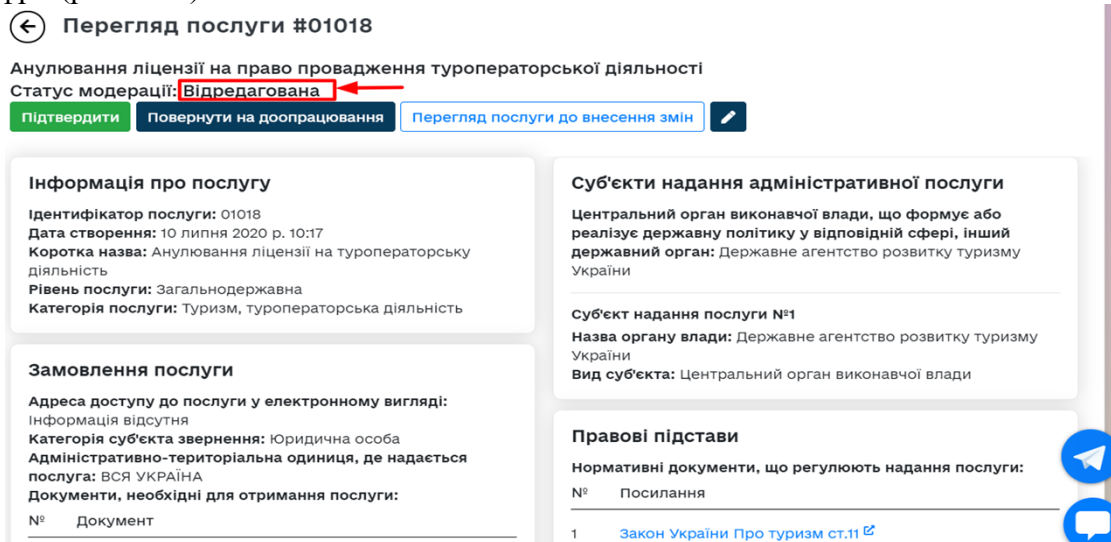 Перегляд послуги #01018
Анулювання ліцензії на право провадження туроператорської діяльності
Статус модерації: Відредагована
Підтвердити
Повернути на доопрацювання
Перегляд послуги до внесення змін
Інформація про послугу
Ідентифікатор послуги: 01018
Дата створення: 10 липня 2020 р. 10:17
Коротка назва: Анулювання ліцензії на туроператорську
діяльність
Рівень послуги: Загальнодержавна
Категорія послуги: Туризм, туроператорська діяльність
Замовлення послуги
Адреса доступу до послуги у електронному вигляді:
Інформація відсутня
Категорія суб'єкта звернення: Юридична особа
Адміністративно-територіальна одиниця, де надається
послуга: ВСЯ УКРАЇНА
Документи, необхідні для отримання послуги:
№ Документ
Суб'єкти надання адміністративної послуги
Центральний орган виконавчої влади, що формує або
реалізує державну політику у відповідній сфері, інший
державний орган: Державне агентство розвитку туризму
України
Суб'єкт надання послуги №1
Назва органу влади: Державне агентство розвитку туризму
України
Вид суб'єкта: Центральний орган виконавчої влади
Правові підстави
Нормативні документи, що регулюють надання послуги:
№ Посилання
1 Закон України Про туризм ст.11